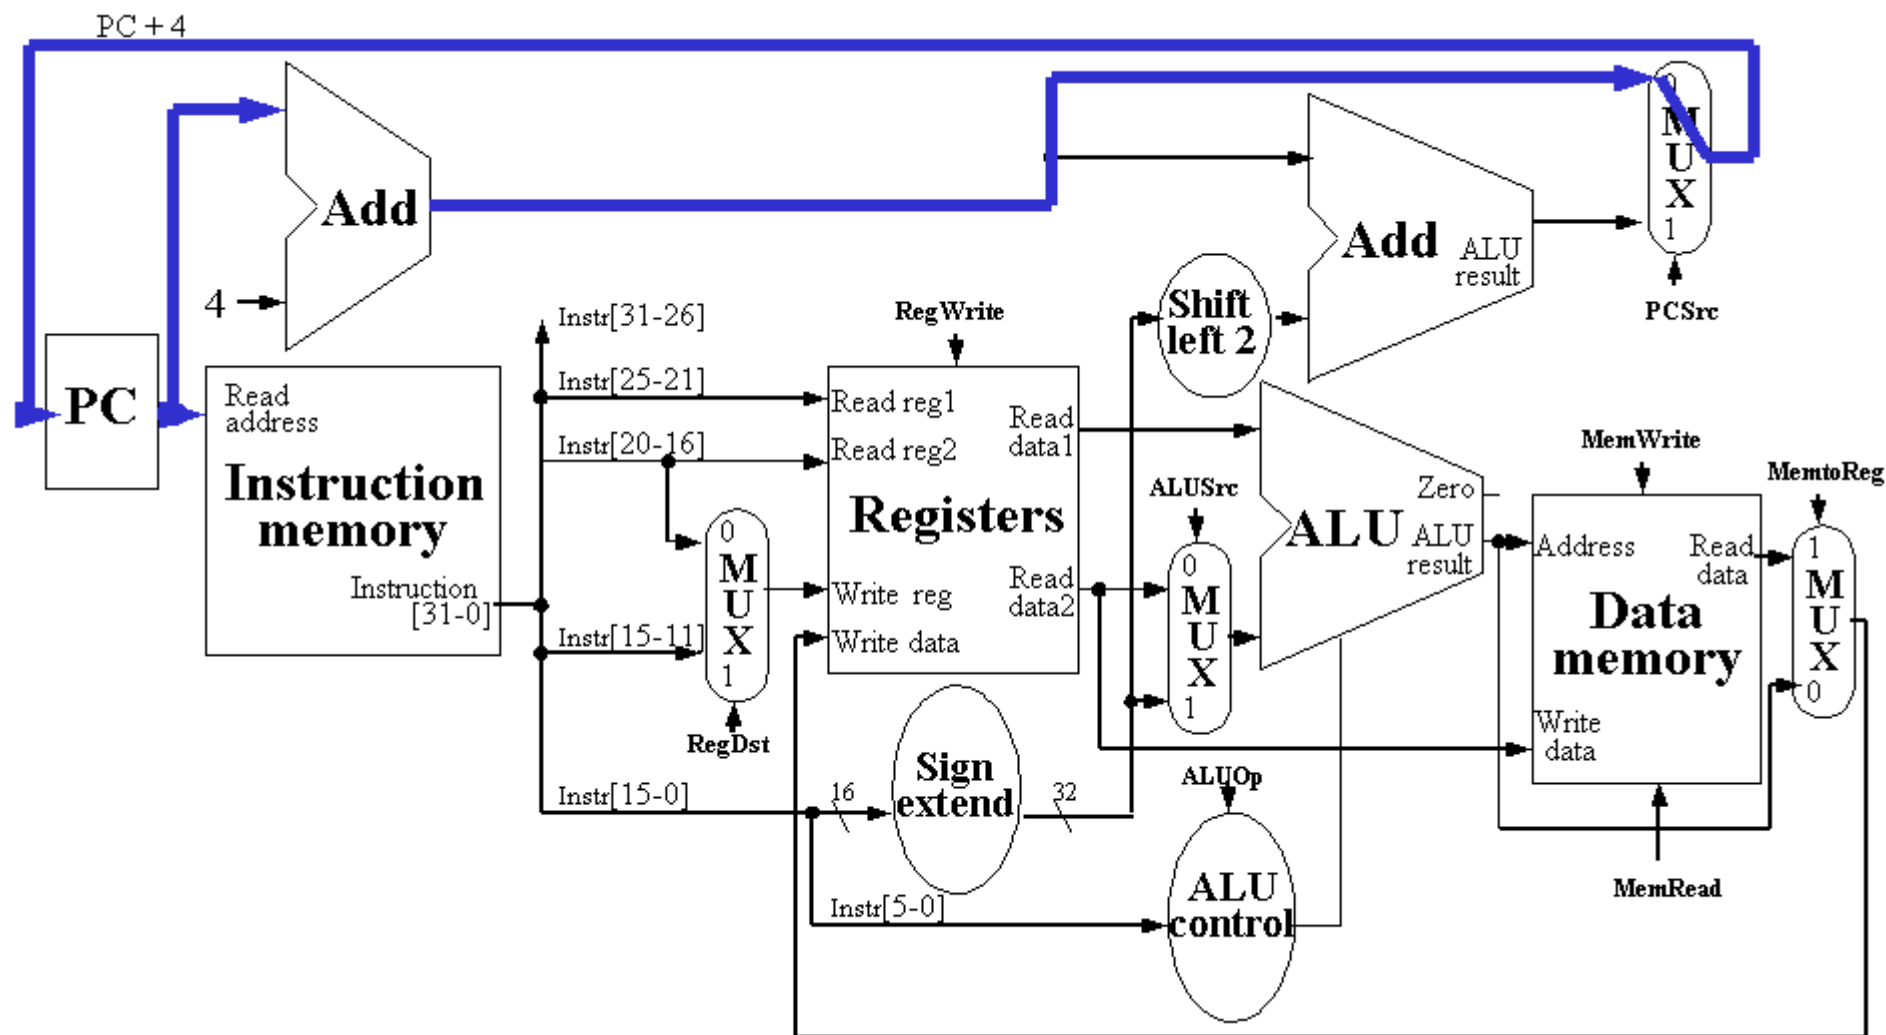 PC + 4
0
M
U
X
1
PCSrc
Add
4
Add
ALU
result
Shift
left 2
PC
Read
address
Instruction
memory
Instruction
[31-0]
Instr[31-26]
Instr[25-21]
Instr[20-16]
Instr[15-11]
Instr[15-0]
Instr[5-0]
0
M
U
X
1
RegDst
RegWrite
Read reg1
Read reg2
Registers
Write reg
Write data
Read
data1
Read
data2
16
Sign
extend
32
ALUSrc
0
M
U
X
1
ALUOp
ALU
control
Zero
ALU
ALU
result
MemWrite
Address
Read
data
Data
memory
Write
data
MemRead
MemtoReg
1
M
U
X
0